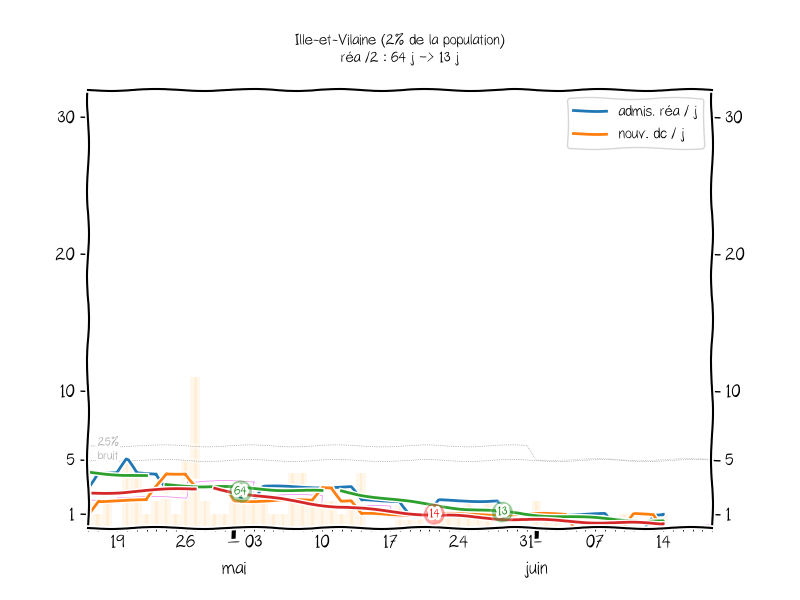 Ille-et-Vilaine (2% de la population)
réa /2 : 64 j -> 13 j
admis. réa / j
nouv. dc / j
30
30
20
20
10
10
25%
bruit
5
5
64
14
13
1
1
19 26 03 10 17 24 31 07 14
mai juin